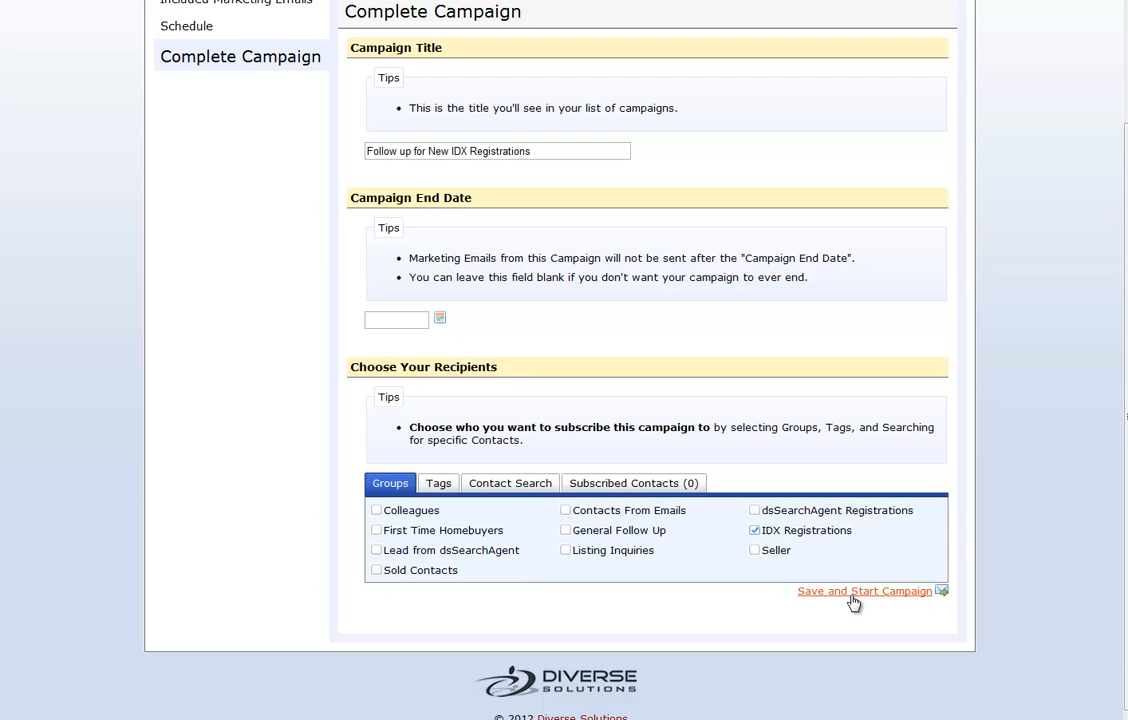 Included Marketing Emails
Complete Campaign
Schedule
Complete Campaign
Campaign Title
Tips
This is the title you'll see in your list of campaigns.
Follow up for New IDX Registrations
Campaign End Date
Tips
Marketing Emails from this Campaign will not be sent after the "Campaign End Date".
You can leave this field blank if you don't want your campaign to ever end.
Choose Your Recipients
Tips
Choose who you want to subscribe this campaign to by selecting Groups, Tags, and Searching
for specific Contacts.
Groups Tags Contact Search Subscribed Contacts (0)
Colleagues Contacts From Emails dsSearchAgent Registrations
First Time Homebuyers General Follow Up IDX Registrations
Lead from dsSearchAgent Listing Inquiries Seller
Sold Contacts
Save and Start Campaign
DIVERSE
SOLUTIONS
© 2012 Diverse Solutions